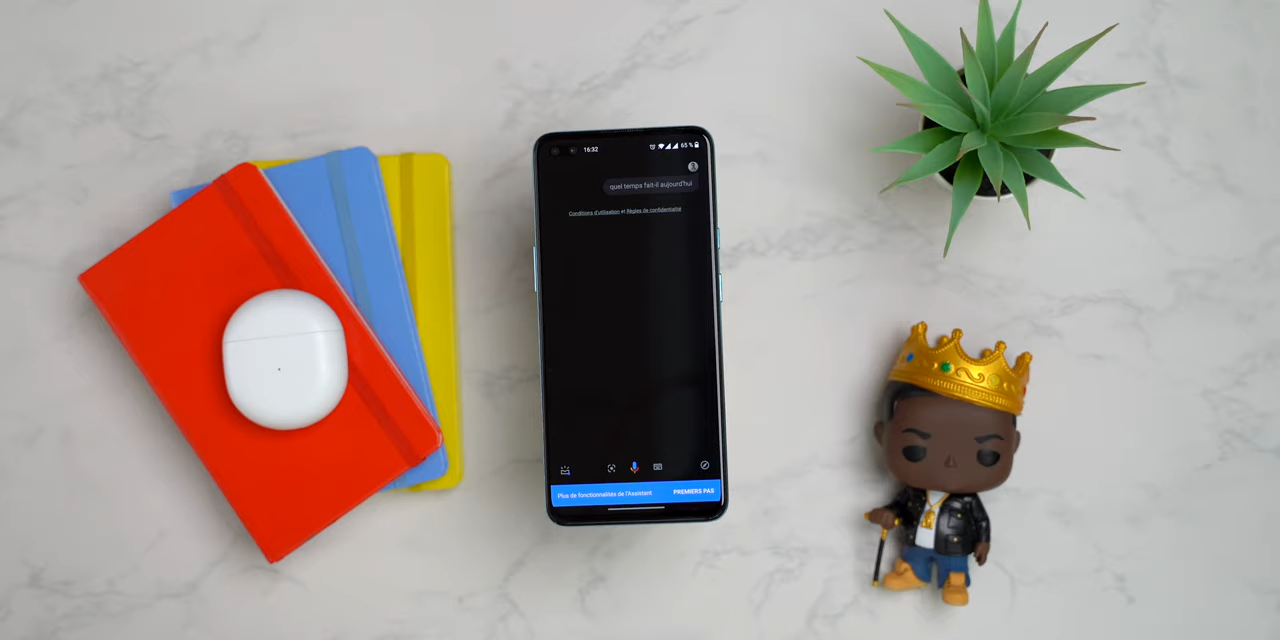 16:32
65 %
quel temps fait-il aujourd'hui
Conditions d'utilisation et Règles de confidentialité
Plus de fonctionnalités de l'Assistant
PREMIERS PAS